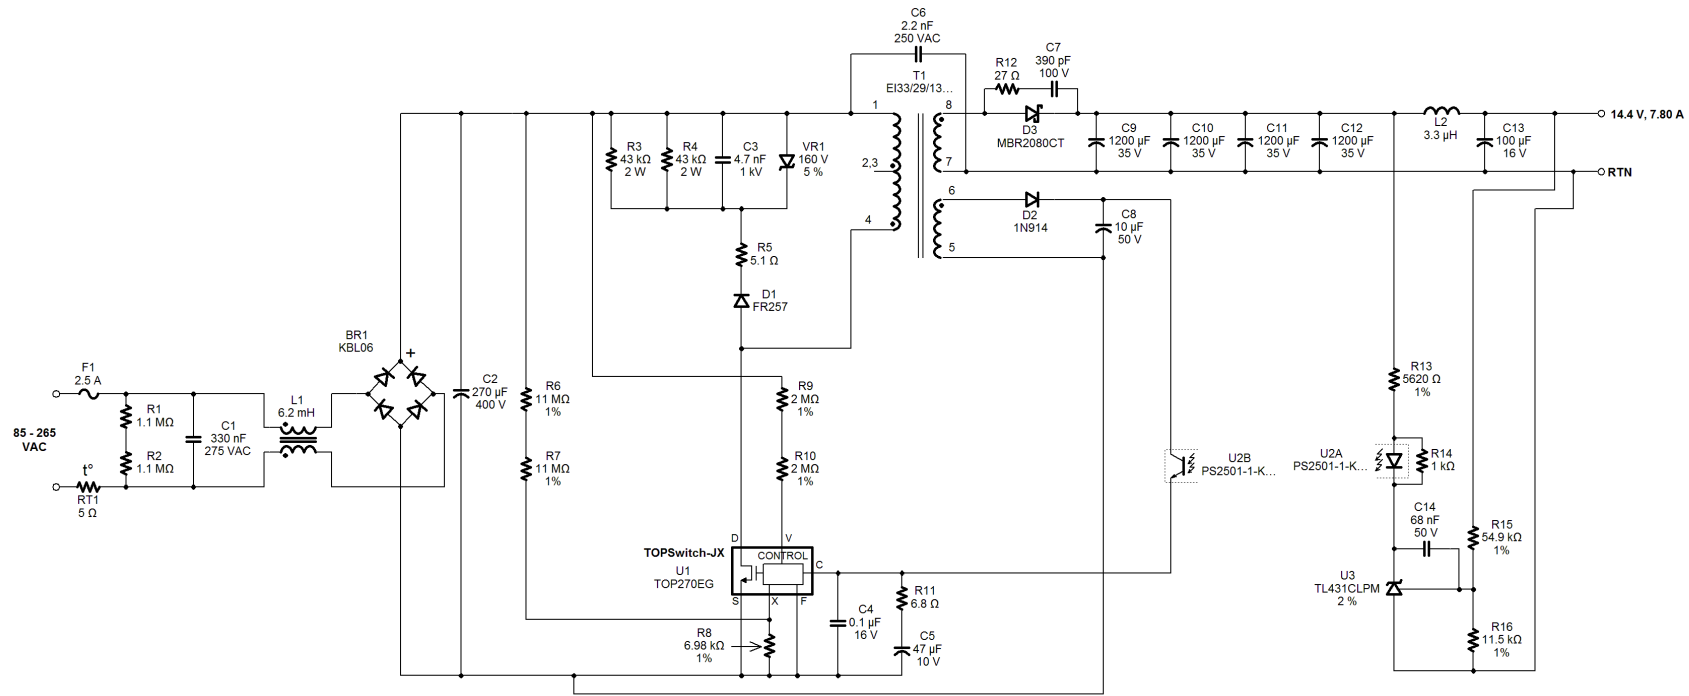 C6
2.2 nF
250 VAC
T1
EI33/29/13...
R12
27 Ω
C7
390 pF
100 V
1
2,3
4
8
7
6
5
D3
MBR2080CT
D2
1N914
C8
10 µF
50 V
C9
1200 µF
35 V
C10
1200 µF
35 V
C11
1200 µF
35 V
C12
1200 µF
35 V
L2
3.3 µH
C13
100 µF
16 V
14.4 V, 7.80 A
RTN
R3
43 kΩ
2 W
R4
43 kΩ
2 W
C3
4.7 nF
1 kV
VR1
160 V
5 %
R5
5.1 Ω
D1
FR257
BR1
KBL06
+
F1
2.5 A
85 - 265
VAC
R1
1.1 MΩ
R2
1.1 MΩ
t°
RT1
5 Ω
C1
330 nF
275 VAC
L1
6.2 mH
C2
270 µF
400 V
R6
11 MΩ
1%
R7
11 MΩ
1%
R9
2 MΩ
1%
R10
2 MΩ
1%
TOPSwitch-JX
U1
TOP270EG
D
V
CONTROL
C
S
X
F
R8
6.98 kΩ
1%
C4
0.1 µF
16 V
R11
6.8 Ω
C5
47 µF
10 V
U2B
PS2501-1-K...
U2A
PS2501-1-K...
R13
5620 Ω
1%
R14
1 kΩ
C14
68 nF
50 V
U3
TL431CLPM
2 %
R15
54.9 kΩ
1%
R16
11.5 kΩ
1%